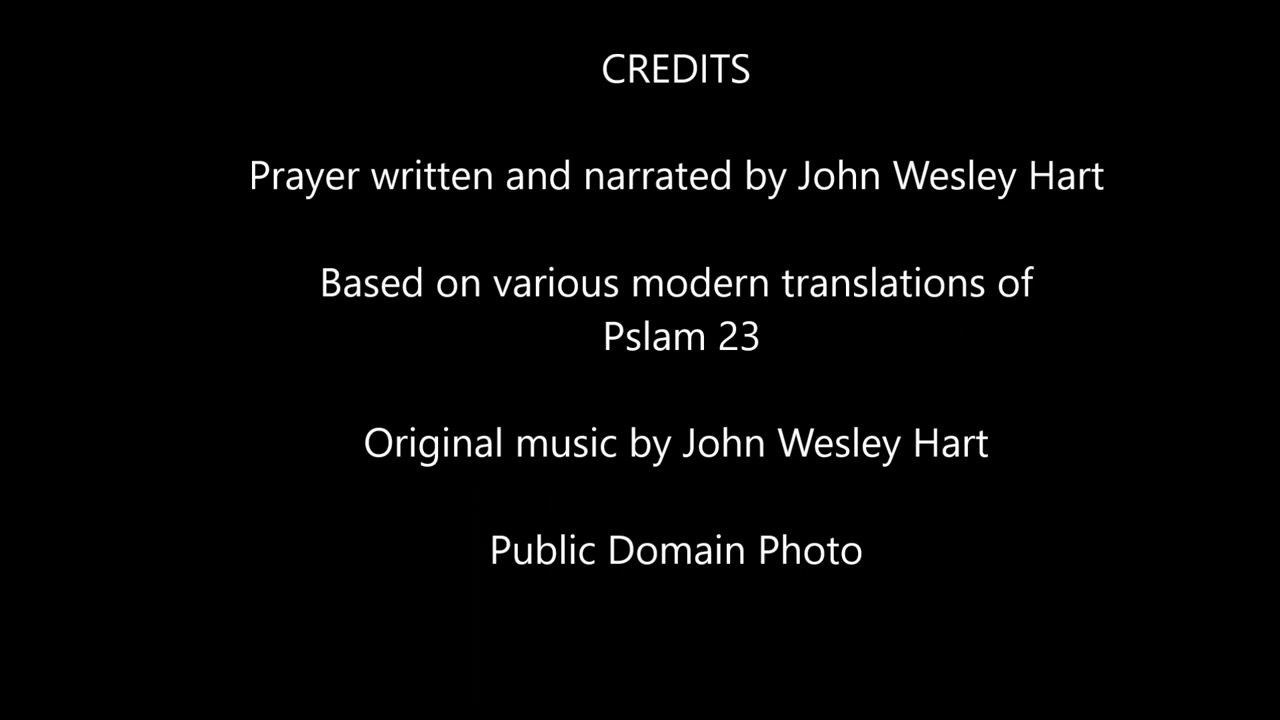 CREDITS
Prayer written and narrated by John Wesley Hart
Based on various modern translations of
Pslam 23
Original music by John Wesley Hart
Public Domain Photo